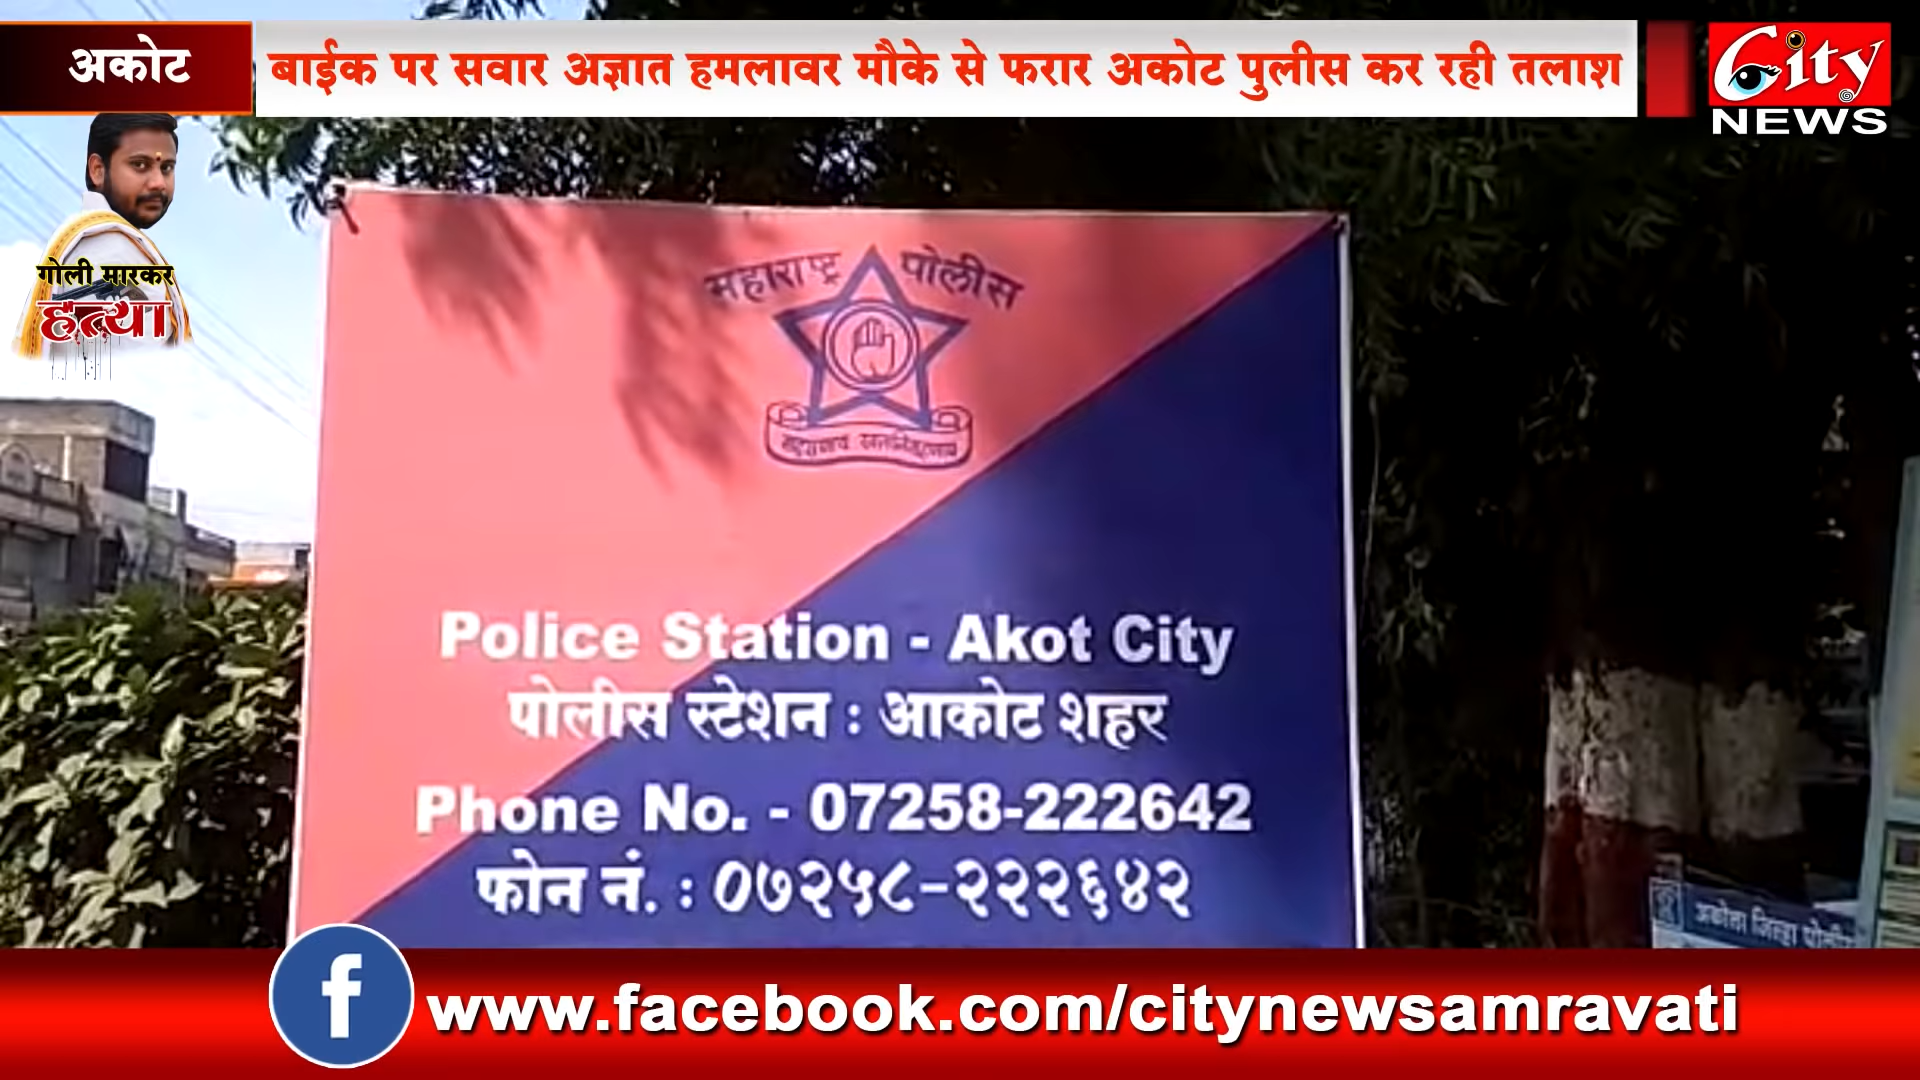 अकोट
बाईक पर सवार अज्ञात हमलावर मौके से फरार अकोट पुलीस कर रही तलाश
City
NEWS
गोली मारकर
हत्या
महाराष्ट्र पोलीस
Police Station - Akot City
पोलीस स्टेशन : आकोट शहर
Phone No. - 07258-222642
फोन नं. : ०७२५८-२२२६४२
अकोला जिल्हा पोलीस
f www.facebook.com/citynewsamravati